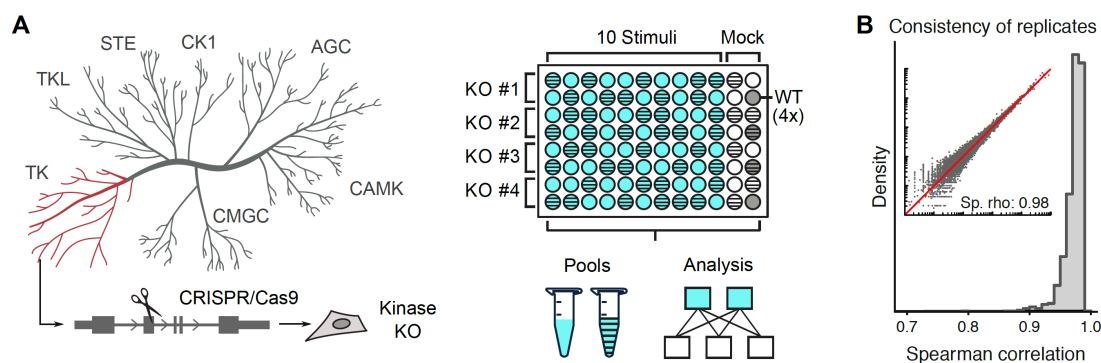 A
STE
CK1
AGC
TKL
TK
CAMK
CMGC
CRISPR/Cas9
Kinase
KO
10 Stimuli
Mock
KO #1
KO #2
KO #3
KO #4
WT
(4x)
Pools
Analysis
B
Consistency of replicates
Density
Sp. rho: 0.98
0.7 0.8 0.9 1.0
Spearman correlation